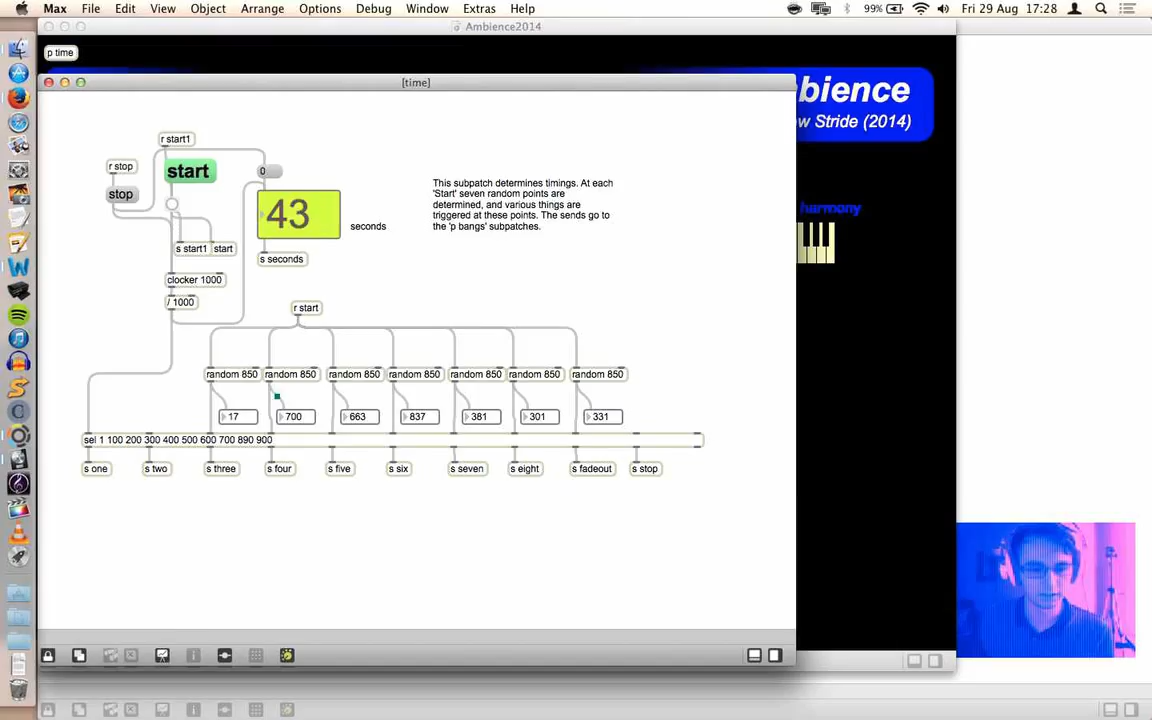 Max File Edit View Object Arrange Options Debug Window Extras Help 99% Fri 29 Aug 17:28
Ambience2014
p time
[time]
bience
w Stride (2014)
harmony
r start1
r stop
start
0
stop
43
seconds
This subpatch determines timings. At each
'Start' seven random points are
determined, and various things are
triggered at these points. The sends go to
the 'p bangs' subpatches.
s start1
start
s seconds
clocker 1000
/ 1000
r start
random 850 random 850 random 850 random 850 random 850 random 850 random 850
17 700 663 837 381 301 331
sel 1 100 200 300 400 500 600 700 890 900
s one s two s three s four s five s six s seven s eight s fadeout s stop